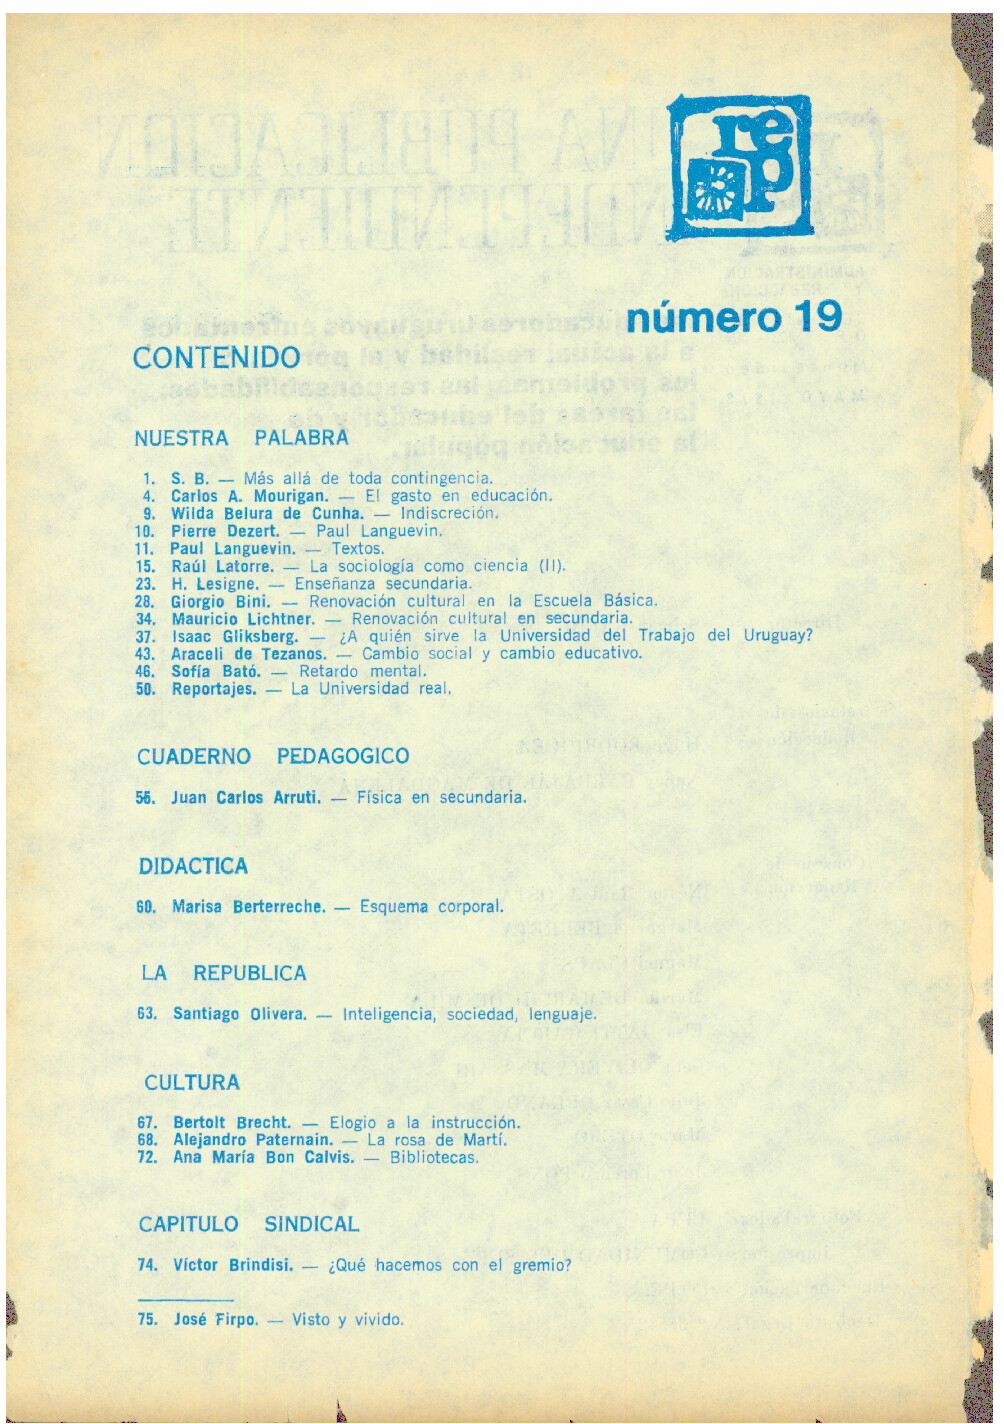 rep
número 19
CONTENIDO
NUESTRA PALABRA
1. S. B. — Más allá de toda contingencia.
4. Carlos A. Mourigan. — El gasto en educación.
9. Wilda Belura de Cunha. — Indiscreción.
10. Pierre Dezert. — Paul Languevin.
11. Paul Languevin. — Textos.
15. Raúl Latorre. — La sociología como ciencia (II).
23. H. Lesigne. — Enseñanza secundaria.
28. Giorgio Bini. — Renovación cultural en la Escuela Básica.
34. Mauricio Lichtner. — Renovación cultural en secundaria.
37. Isaac Gliksberg. — ¿A quién sirve la Universidad del Trabajo del Uruguay?
43. Araceli de Tezanos. — Cambio social y cambio educativo.
46. Sofía Bató. — Retardo mental.
50. Reportajes. — La Universidad real.
CUADERNO PEDAGOGICO
56. Juan Carlos Arruti. — Física en secundaria.
DIDACTICA
60. Marisa Berterreche. — Esquema corporal.
LA REPUBLICA
63. Santiago Olivera. — Inteligencia, sociedad, lenguaje.
CULTURA
67. Bertolt Brecht. — Elogio a la instrucción.
68. Alejandro Paternain. — La rosa de Martí.
72. Ana María Bon Calvis. — Bibliotecas.
CAPITULO SINDICAL
74. Víctor Brindisi. — ¿Qué hacemos con el gremio?
75. José Firpo. — Visto y vivido.